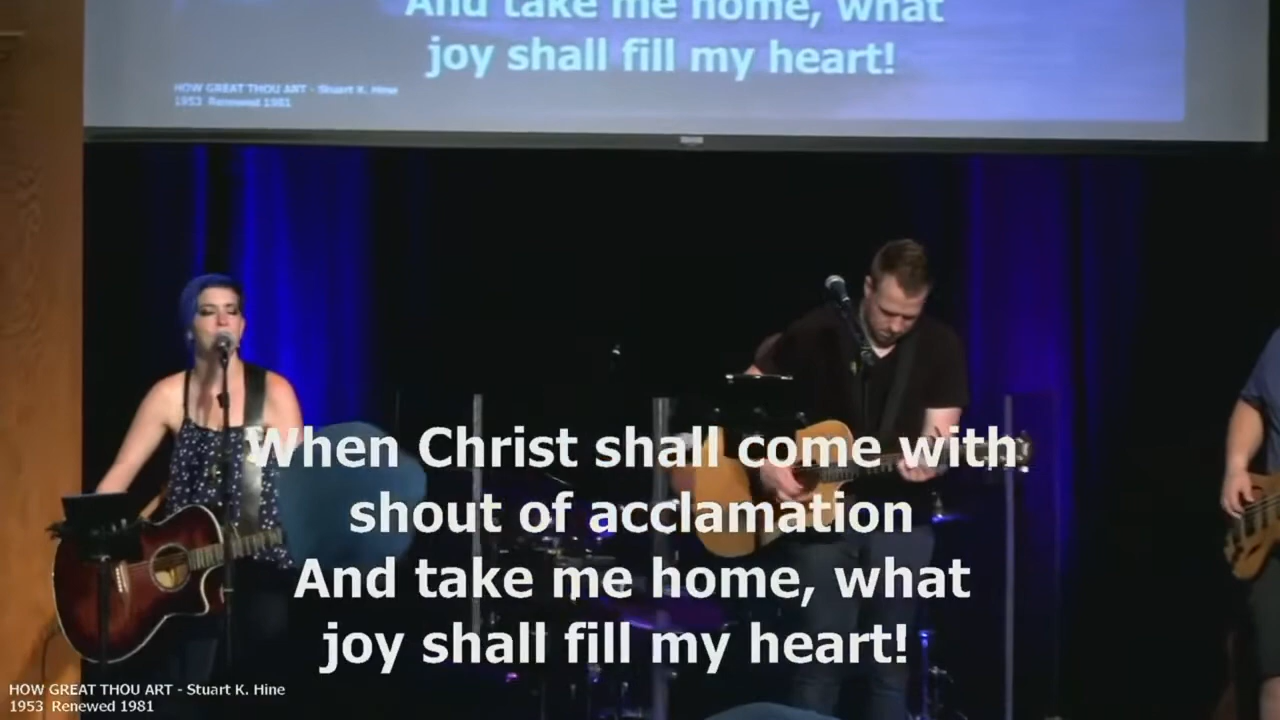 And take me home, what
joy shall fill my heart!
HOW GREAT THOU ART - Stuart K. Hine
1953 Renewed 1981
When Christ shall come with
shout of acclamation
And take me home, what
joy shall fill my heart!
HOW GREAT THOU ART - Stuart K. Hine
1953 Renewed 1981